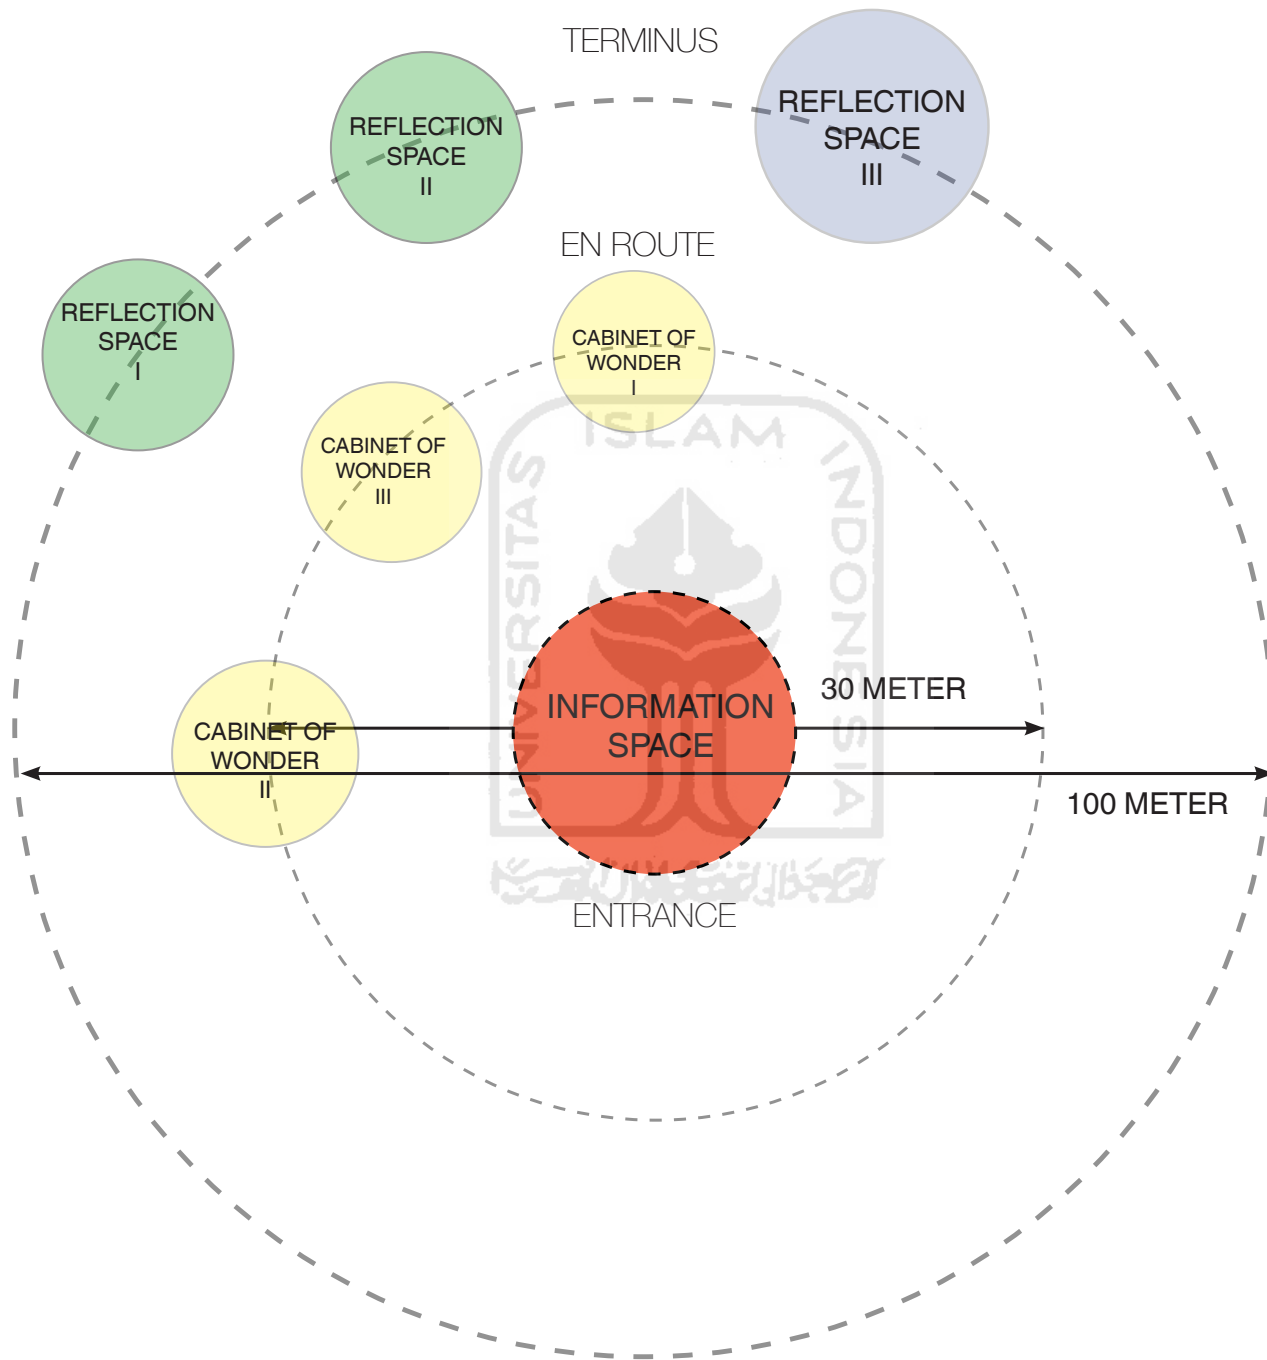 TERMINUS
REFLECTION
SPACE
III
REFLECTION
SPACE
II
EN ROUTE
REFLECTION
SPACE
I
CABINET OF
WONDER
I
CABINET OF
WONDER
III
ISLAM
UNIVERSITAS
INDONESIA
INFORMATION
SPACE
30 METER
CABINET OF
WONDER
II
100 METER
ENTRANCE